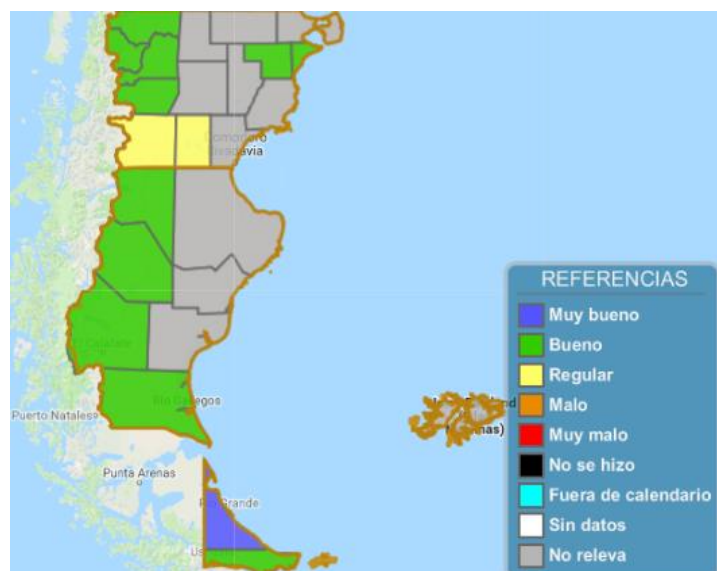 REFERENCIAS
Muy bueno
Bueno
Regular
Malo
Muy malo
No se hizo
Fuera de calendario
Sin datos
No releva
Puerto Natales
Punta Arenas
Río Gallegos
Grande